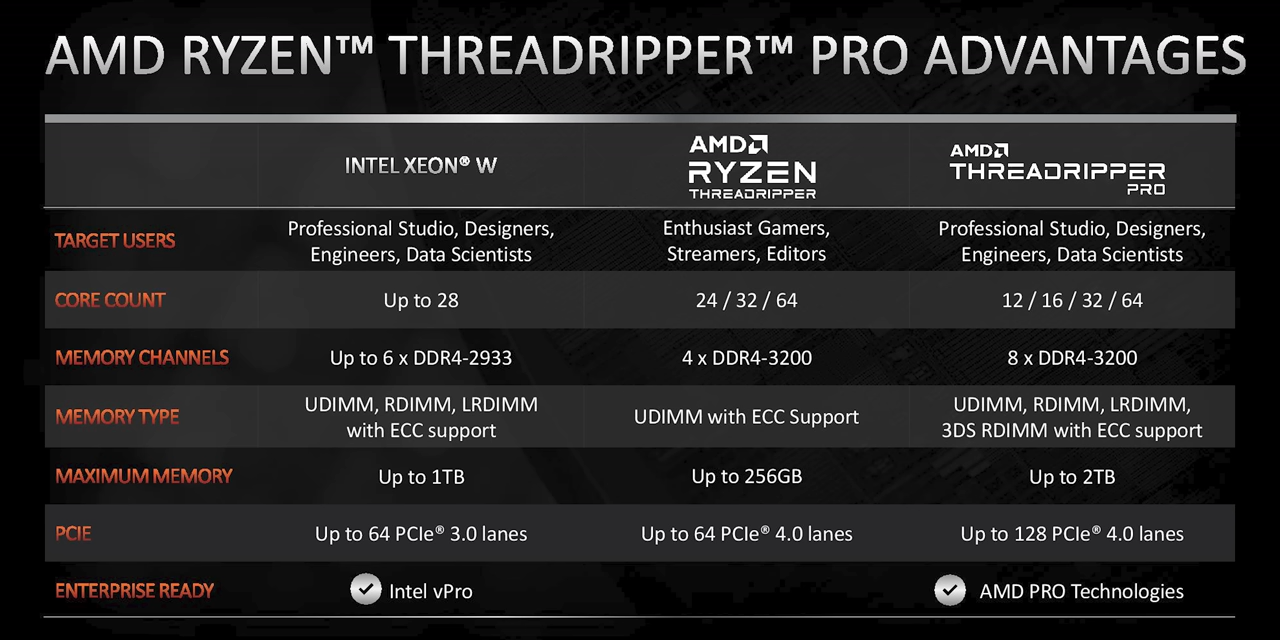 AMD RYZEN™ THREADRIPPER™ PRO ADVANTAGES
INTEL XEON® W
AMD
RYZEN
THREADRIPPER
AMD
THREADRIPPER
PRO
TARGET USERS
Professional Studio, Designers,
Engineers, Data Scientists
Enthusiast Gamers,
Streamers, Editors
Professional Studio, Designers,
Engineers, Data Scientists
CORE COUNT
Up to 28
24 / 32 / 64
12 / 16 / 32 / 64
MEMORY CHANNELS
Up to 6 x DDR4-2933
4 x DDR4-3200
8 x DDR4-3200
MEMORY TYPE
UDIMM, RDIMM, LRDIMM
with ECC support
UDIMM with ECC Support
UDIMM, RDIMM, LRDIMM,
3DS RDIMM with ECC support
MAXIMUM MEMORY
Up to 1TB
Up to 256GB
Up to 2TB
PCIE
Up to 64 PCIe® 3.0 lanes
Up to 64 PCIe® 4.0 lanes
Up to 128 PCIe® 4.0 lanes
ENTERPRISE READY
Intel vPro
AMD PRO Technologies